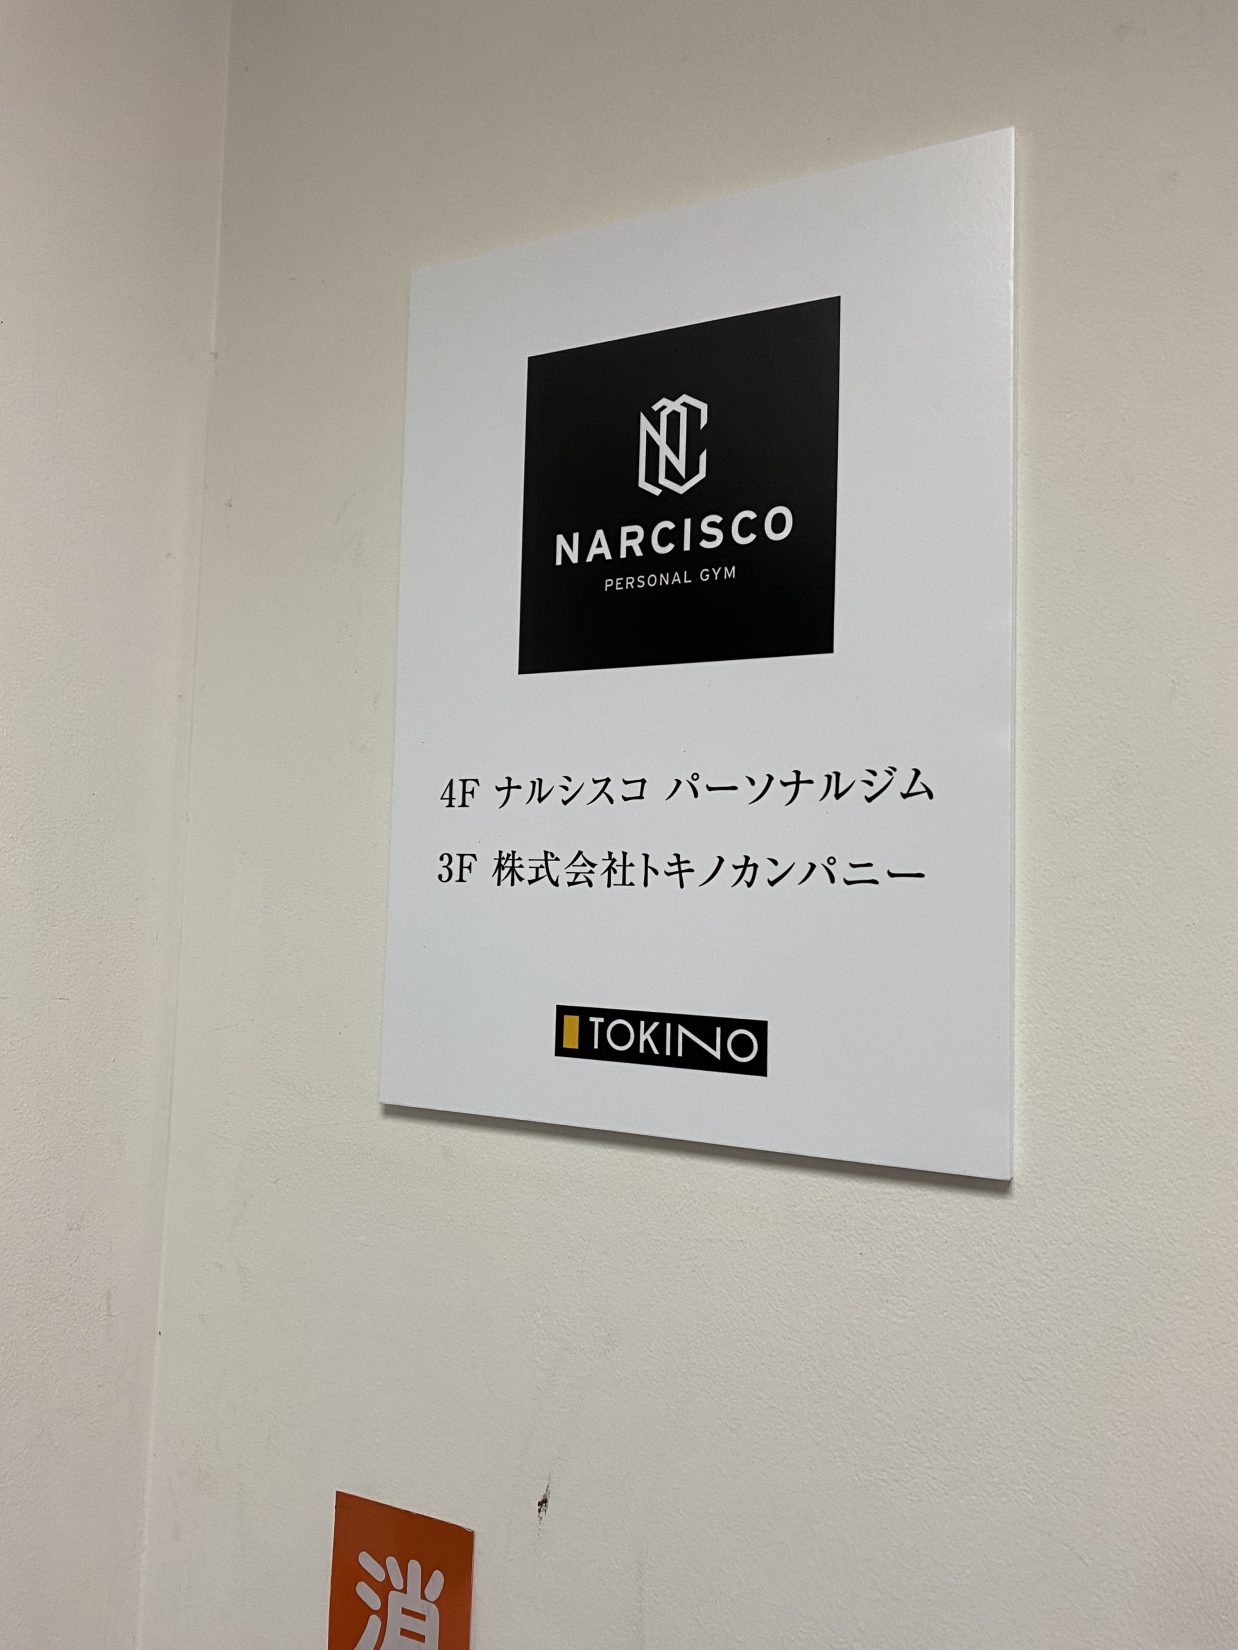 NC
NARCISCO
PERSONAL GYM
4F ナルシスコ パーソナルジム
3F 株式会社トキノカンパニー
TOKINO
消